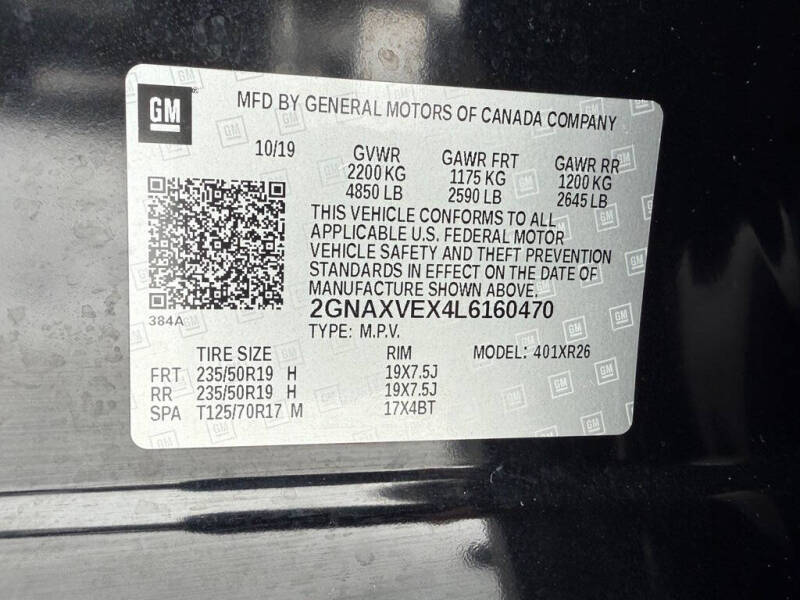 GM
MFD BY GENERAL MOTORS OF CANADA COMPANY
10/19 GVWR GAWR FRT GAWR RR
2200 KG 1175 KG 1200 KG
4850 LB 2590 LB 2645 LB
THIS VEHICLE CONFORMS TO ALL
APPLICABLE U.S. FEDERAL MOTOR
VEHICLE SAFETY AND THEFT PREVENTION
STANDARDS IN EFFECT ON THE DATE OF
MANUFACTURE SHOWN ABOVE.
384A 2GNAXVEX4L6160470
TYPE: M.P.V.
TIRE SIZE RIM MODEL: 401XR26
FRT 235/50R19 H 19X7.5J
RR 235/50R19 H 19X7.5J
SPA T125/70R17 M 17X4BT